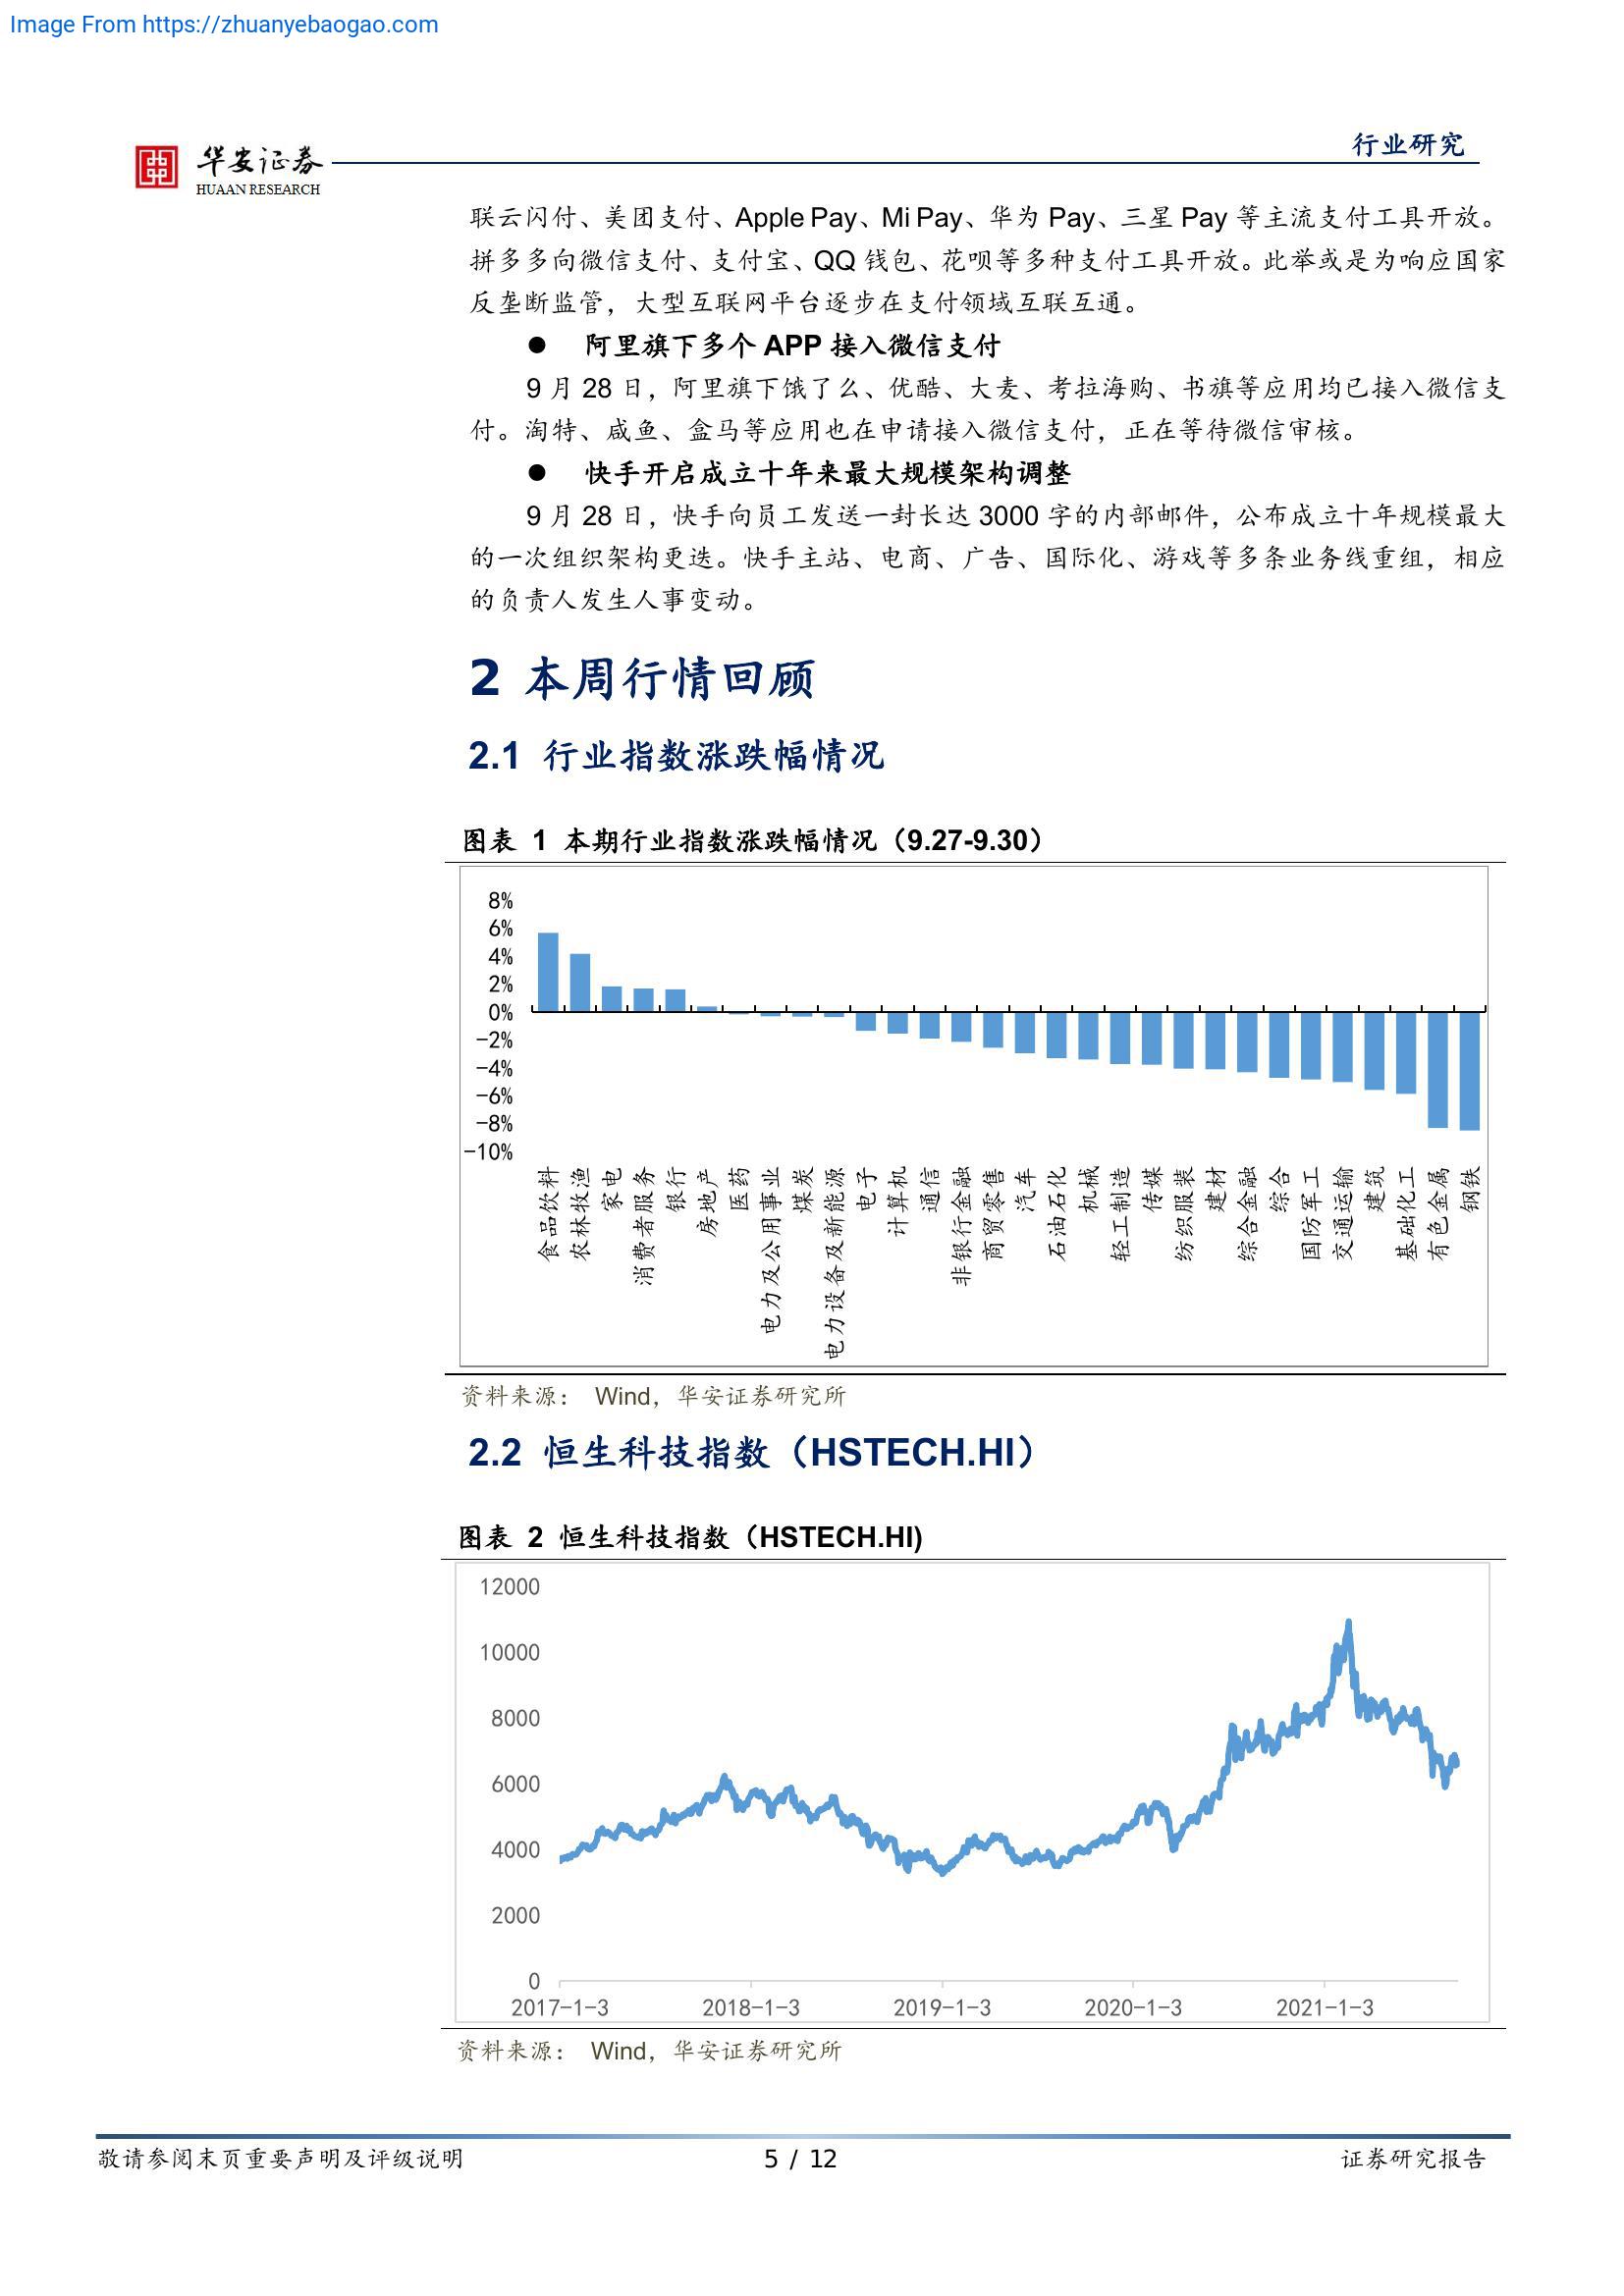 Image From https://zhuanyebaogao.com
华安证券
HUAAN RESEARCH
行业研究
联云闪付、美团支付、Apple Pay、Mi Pay、华为 Pay、三星 Pay 等主流支付工具开放。
拼多多向微信支付、支付宝、QQ 钱包、花呗等多种支付工具开放。此举或是为响应国家
反垄断监管，大型互联网平台逐步在支付领域互联互通。
● 阿里旗下多个 APP 接入微信支付
9 月 28 日，阿里旗下饿了么、优酷、大麦、考拉海购、书旗等应用均已接入微信支
付。淘特、咸鱼、盒马等应用也在申请接入微信支付，正在等待微信审核。
● 快手开启成立十年来最大规模架构调整
9 月 28 日，快手向员工发送一封长达 3000 字的内部邮件，公布成立十年规模最大
的一次组织架构更迭。快手主站、电商、广告、国际化、游戏等多条业务线重组，相应
的负责人发生人事变动。
2 本周行情回顾
2.1 行业指数涨跌幅情况
图表 1 本期行业指数涨跌幅情况（9.27-9.30）
8%
6%
4%
2%
0%
-2%
-4%
-6%
-8%
-10%
食品饮料
农林牧渔
家电
消费者服务
银行
房地产
医药
电力及公用事业
煤炭
电力设备及新能源
电子
计算机
通信
非银行金融
商贸零售
汽车
石油石化
机械
轻工制造
传媒
纺织服装
建材
综合金融
综合
国防军工
交通运输
建筑
基础化工
有色金属
钢铁
资料来源： Wind，华安证券研究所
2.2 恒生科技指数（HSTECH.HI）
图表 2 恒生科技指数（HSTECH.HI)
12000
10000
8000
6000
4000
2000
0
2017-1-3 2018-1-3 2019-1-3 2020-1-3 2021-1-3
资料来源： Wind，华安证券研究所
敬请参阅末页重要声明及评级说明 5 / 12 证券研究报告